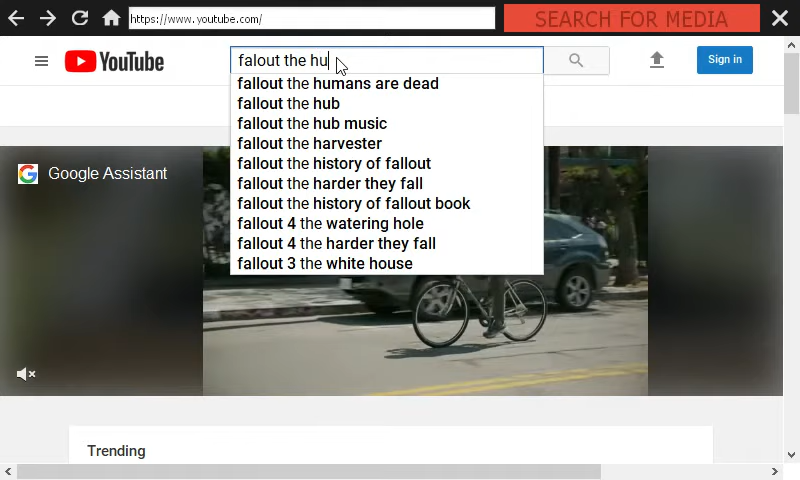 https://www.youtube.com/
SEARCH FOR MEDIA
YouTube
falout the hu
Sign in
fallout the humans are dead
fallout the hub
fallout the hub music
fallout the harvester
fallout the history of fallout
fallout the harder they fall
fallout the history of fallout book
fallout 4 the watering hole
fallout 4 the harder they fall
fallout 3 the white house
G Google Assistant
Trending